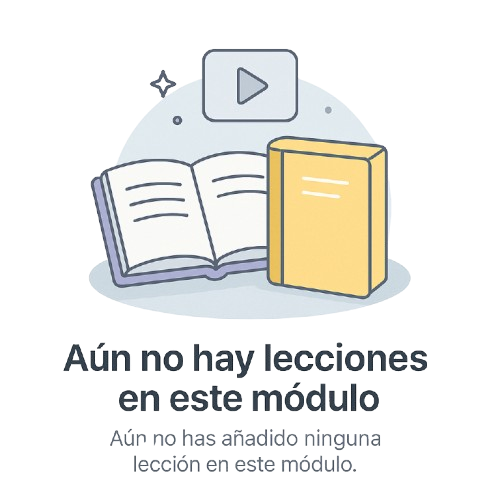 Aún no hay lecciones
en este módulo
Aún no has añadido ninguna
lección en este módulo.